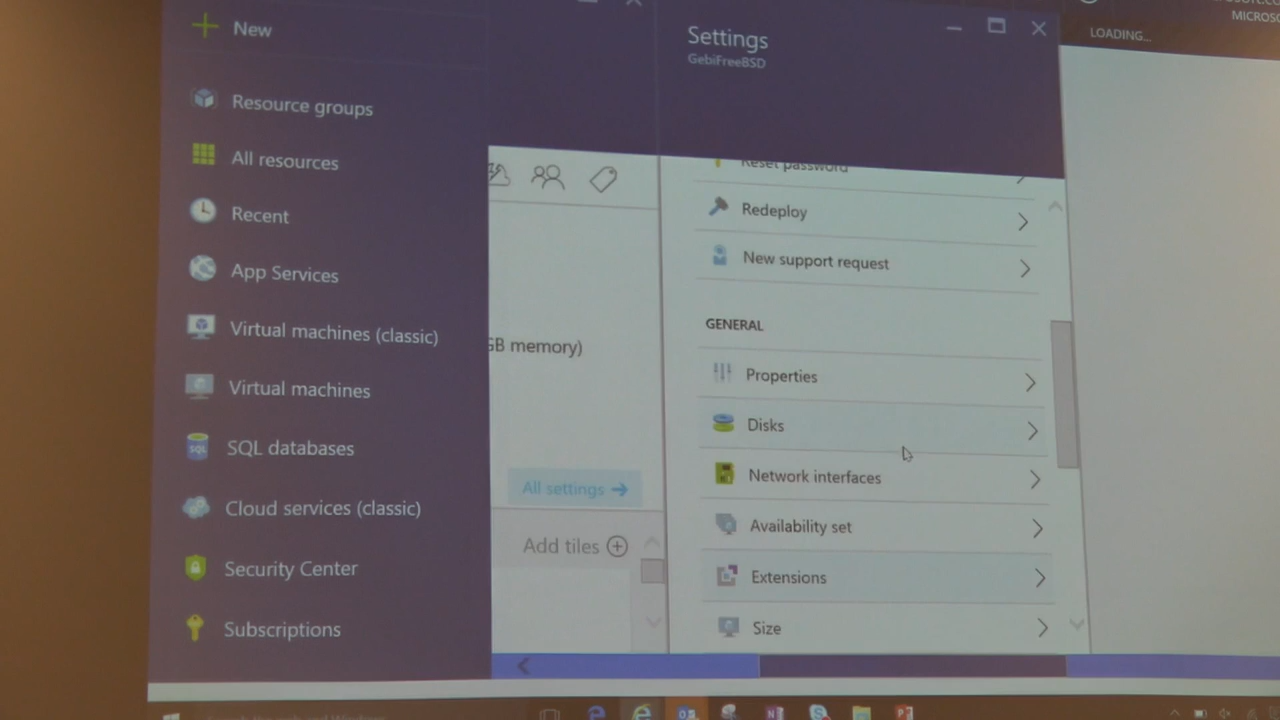 New
Resource groups
All resources
Recent
App Services
Virtual machines (classic)
Virtual machines
SQL databases
Cloud services (classic)
Security Center
Subscriptions
GB memory)
All settings →
Add tiles
Settings
GebiFreeBSD
Reset password
Redeploy
New support request
GENERAL
Properties
Disks
Network interfaces
Availability set
Extensions
Size
LOADING...